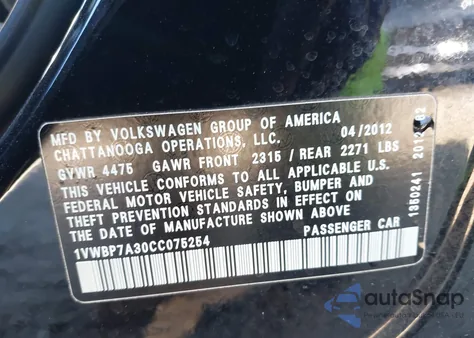 MFD BY VOLKSWAGEN GROUP OF AMERICA
CHATTANOOGA OPERATIONS, LLC. 04/2012
GVWR 4475 GAWR FRONT 2315 / REAR 2271 LBS
THIS VEHICLE CONFORMS TO ALL APPLICABLE U.S.
FEDERAL MOTOR VEHICLE SAFETY, BUMPER AND
THEFT PREVENTION STANDARDS IN EFFECT ON
THE DATE OF MANUFACTURE SHOWN ABOVE
1VWBP7A30CC075254 PASSENGER CAR
1350241
autoSnap